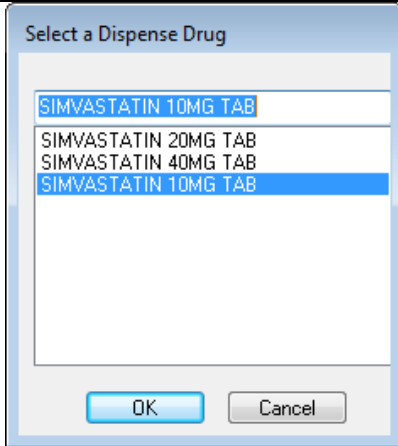 Select a Dispense Drug
SIMVASTATIN 10MG TAB
SIMVASTATIN 20MG TAB
SIMVASTATIN 40MG TAB
SIMVASTATIN 10MG TAB
OK
Cancel